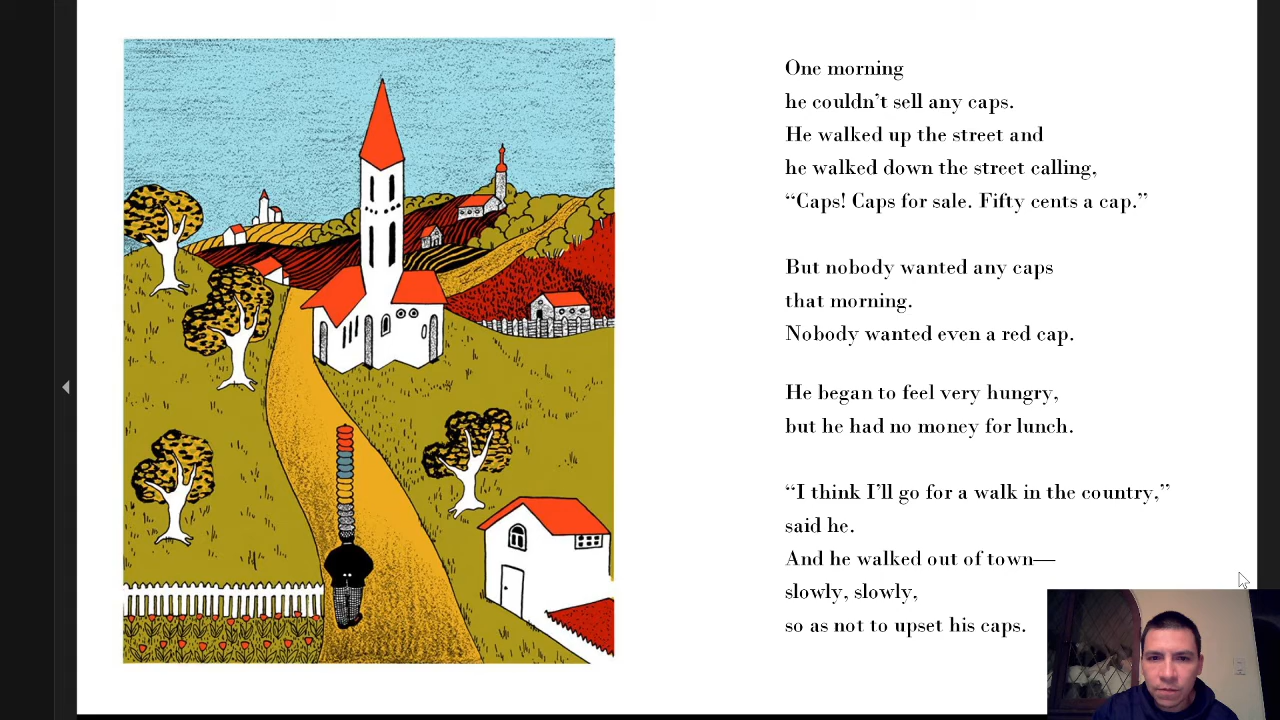 One morning
he couldn’t sell any caps.
He walked up the street and
he walked down the street calling,
“Caps! Caps for sale. Fifty cents a cap.”
But nobody wanted any caps
that morning.
Nobody wanted even a red cap.
He began to feel very hungry,
but he had no money for lunch.
“I think I’ll go for a walk in the country,”
said he.
And he walked out of town—
slowly, slowly,
so as not to upset his caps.